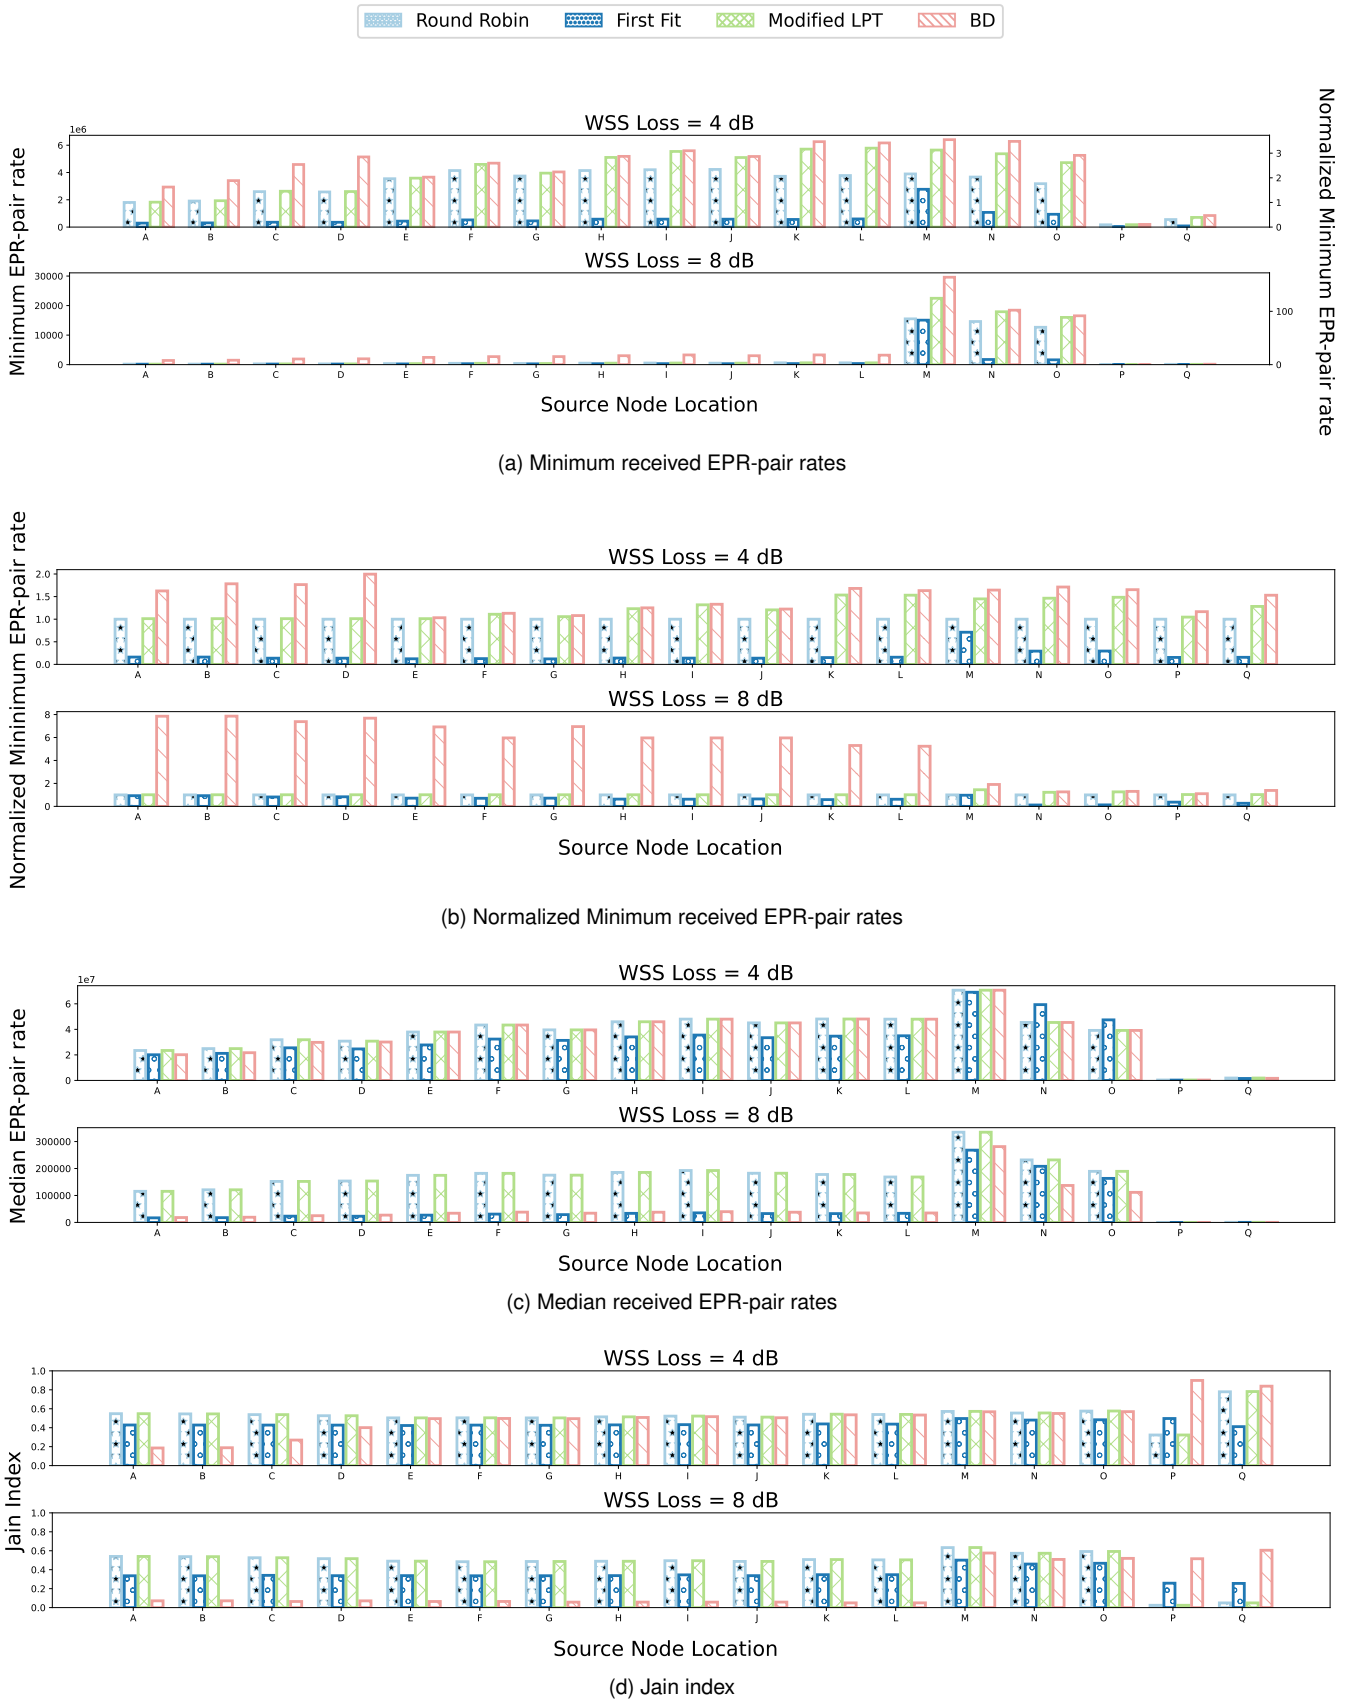 Round Robin First Fit Modified LPT BD
WSS Loss = 4 dB
1e6
Minimum EPR-pair rate
Normalized Minimum EPR-pair rate
6
4
2
0
3
2
1
0
A B C D E F G H I J K L M N O P Q
WSS Loss = 8 dB
30000
20000
10000
0
100
0
A B C D E F G H I J K L M N O P Q
Source Node Location
(a) Minimum received EPR-pair rates
Normalized Mininimum EPR-pair rate
WSS Loss = 4 dB
2.0
1.5
1.0
0.5
0.0
A B C D E F G H I J K L M N O P Q
WSS Loss = 8 dB
8
6
4
2
0
A B C D E F G H I J K L M N O P Q
Source Node Location
(b) Normalized Minimum received EPR-pair rates
Median EPR-pair rate
WSS Loss = 4 dB
1e7
6
4
2
0
A B C D E F G H I J K L M N O P Q
WSS Loss = 8 dB
300000
200000
100000
0
A B C D E F G H I J K L M N O P Q
Source Node Location
(c) Median received EPR-pair rates
Jain Index
WSS Loss = 4 dB
1.0
0.8
0.6
0.4
0.2
0.0
A B C D E F G H I J K L M N O P Q
WSS Loss = 8 dB
1.0
0.8
0.6
0.4
0.2
0.0
A B C D E F G H I J K L M N O P Q
Source Node Location
(d) Jain index